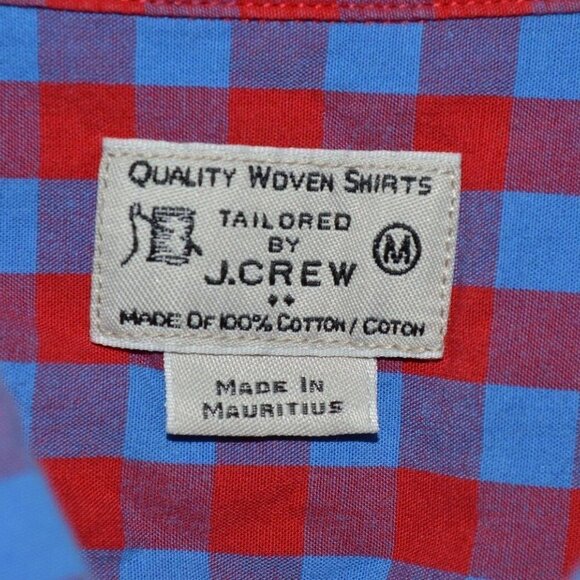 QUALITY WOVEN SHIRTS
TAILORED
BY
M
J.CREW
MADE OF 100% COTTON / COTON
MADE IN
MAURITIUS